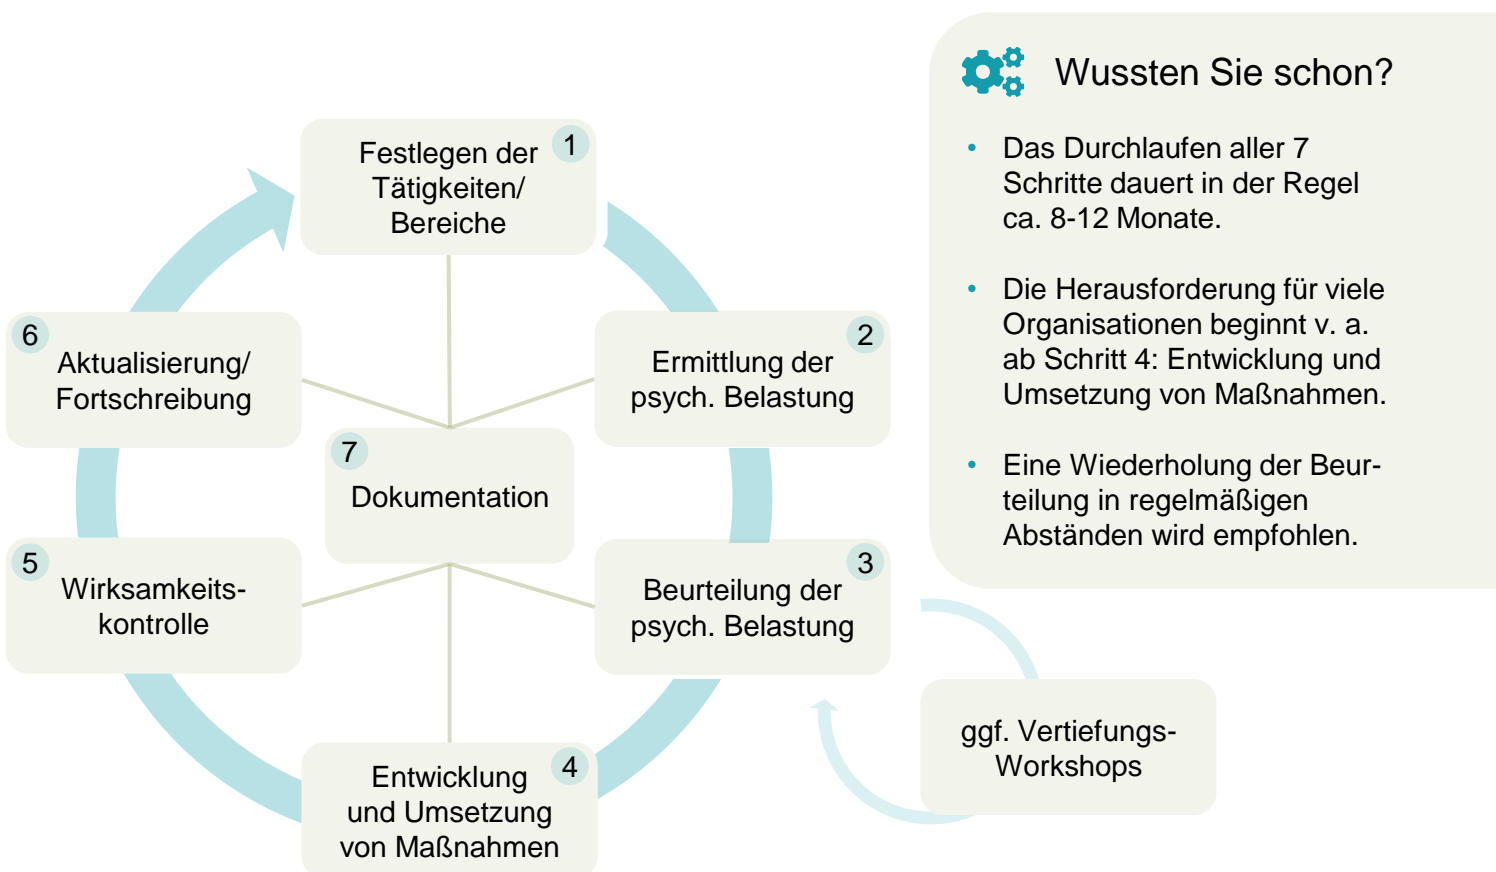 1
Festlegen der
Tätigkeiten/
Bereiche
2
Ermittlung der
psych. Belastung
3
Beurteilung der
psych. Belastung
ggf. Vertiefungs-
Workshops
4
Entwicklung
und Umsetzung
von Maßnahmen
5
Wirksamkeits-
kontrolle
6
Aktualisierung/
Fortschreibung
7
Dokumentation
Wussten Sie schon?
• Das Durchlaufen aller 7
Schritte dauert in der Regel
ca. 8-12 Monate.
• Die Herausforderung für viele
Organisationen beginnt v. a.
ab Schritt 4: Entwicklung und
Umsetzung von Maßnahmen.
• Eine Wiederholung der Beur-
teilung in regelmäßigen
Abständen wird empfohlen.